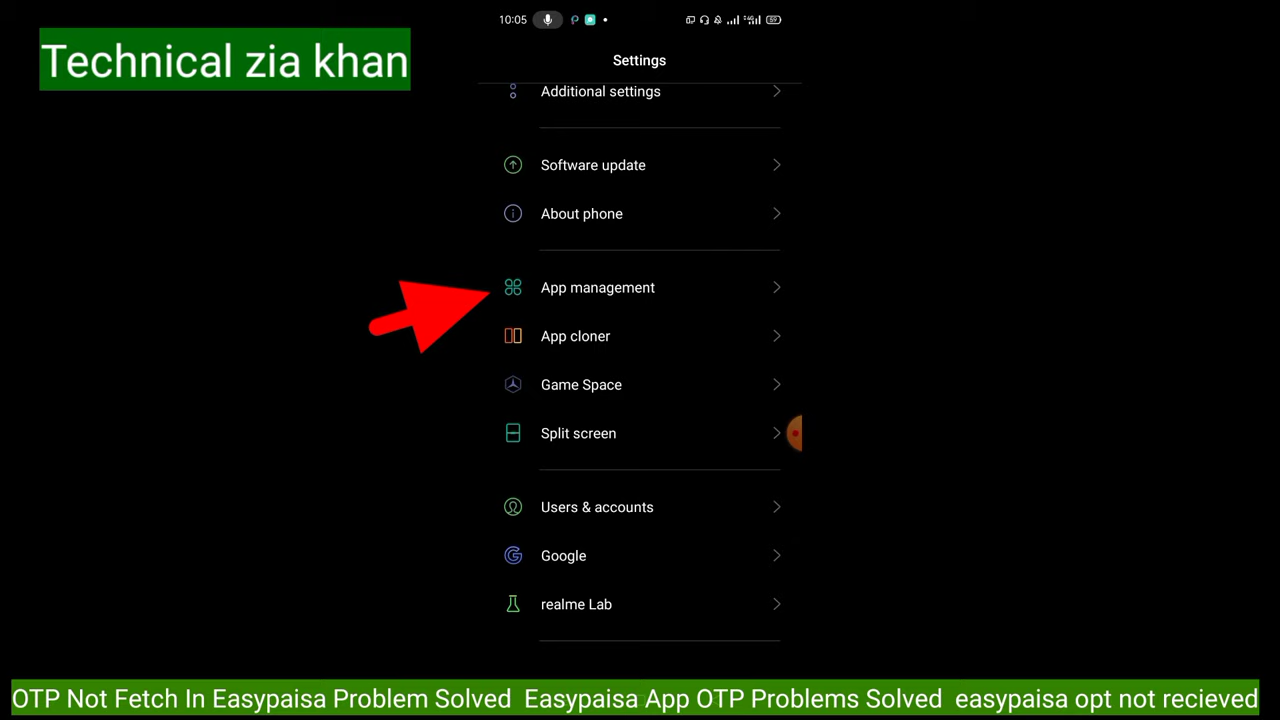 10:05
Technical zia khan
Settings
Additional settings
Software update
About phone
App management
App cloner
Game Space
Split screen
Users & accounts
Google
realme Lab
OTP Not Fetch In Easypaisa Problem Solved Easypaisa App OTP Problems Solved easypaisa opt not recieved